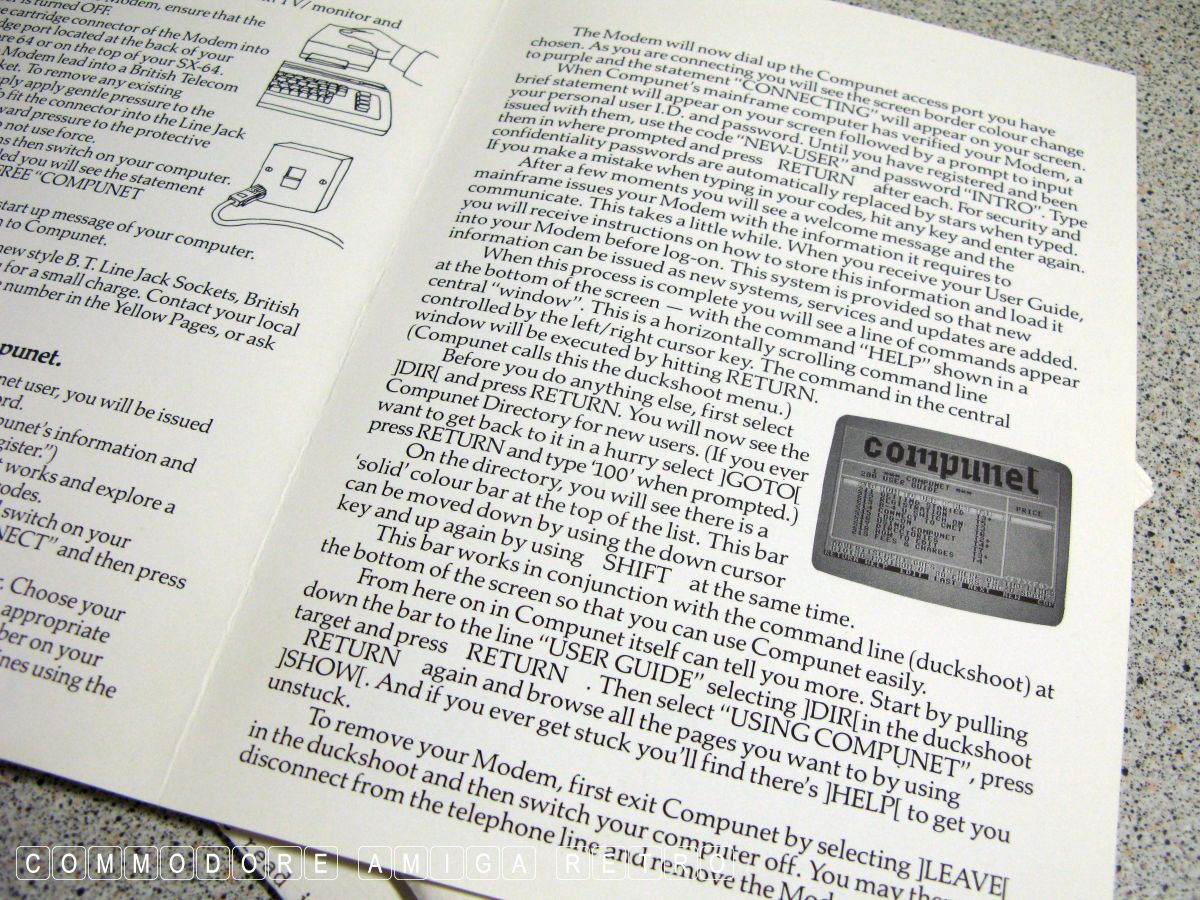 TV/monitor and
Modem, ensure that the
is turned OFF.
cartridge connector of the Modem into
port located at the back of your
64 or on the top of your SX-64.
Modem lead into a British Telecom
To remove any existing
apply gentle pressure to the
fit the connector into the Line Jack
pressure to the protective
not use force.
then switch on your computer.
you will see the statement
"COMPUNET
start up message of your computer.
to Compunet.
new style B.T. Line Jack Sockets, British
for a small charge. Contact your local
number in the Yellow Pages, or ask
user, you will be issued
information and
works and explore a
switch on your
and then press
Choose your
appropriate
on your
using the
The Modem will now dial up the Compunet access port you have
chosen. As you are connecting you will see the screen border colour change
to purple and the statement "CONNECTING" will appear on your screen.
When Compunet's mainframe computer has verified your Modem, a
brief statement will appear on your screen followed by a prompt to input
your personal user I.D. and password. Until you have registered and been
issued with them, use the code "NEW-USER" and password "INTRO". Type
them in where prompted and press RETURN after each. For security and
confidentiality passwords are automatically replaced by stars when typed.
If you make a mistake when typing in your codes, hit any key and enter again.
After a few moments you will see a welcome message and the
mainframe issues your Modem with the information it requires to
communicate. This takes a little while. When you receive your User Guide,
you will receive instructions on how to store this information and load it
into your Modem before log-on. This system is provided so that new
information can be issued as new systems, services and updates are added.
When this process is complete you will see a line of commands appear
at the bottom of the screen — with the command "HELP" shown in a
central "window". This is a horizontally scrolling command line
controlled by the left/right cursor key. The command in the central
window will be executed by hitting RETURN.
(Compunet calls this the duckshoot menu.)
Before you do anything else, first select
]DIR[ and press RETURN. You will now see the
Compunet Directory for new users. (If you ever
want to get back to it in a hurry select ]GOTO[
press RETURN and type '100' when prompted.)
On the directory, you will see there is a
'solid' colour bar at the top of the list. This bar
can be moved down by using the down cursor
key and up again by using SHIFT at the same time.
This bar works in conjunction with the command line (duckshoot) at
the bottom of the screen so that you can use Compunet easily.
From here on in Compunet itself can tell you more. Start by pulling
down the bar to the line "USER GUIDE" selecting ]DIR[ in the duckshoot
target and press RETURN. Then select "USING COMPUNET", press
RETURN again and browse all the pages you want to by using
]SHOW[. And if you ever get stuck you'll find there's ]HELP[ to get you
unstuck.
To remove your Modem, first exit Compunet by selecting ]LEAVE[
in the duckshoot and then switch your computer off. You may then
disconnect from the telephone line and remove the
compunet
COMPUNET
200 USER GUIDE
PRICE
COMMODORE AMIGA RETRO